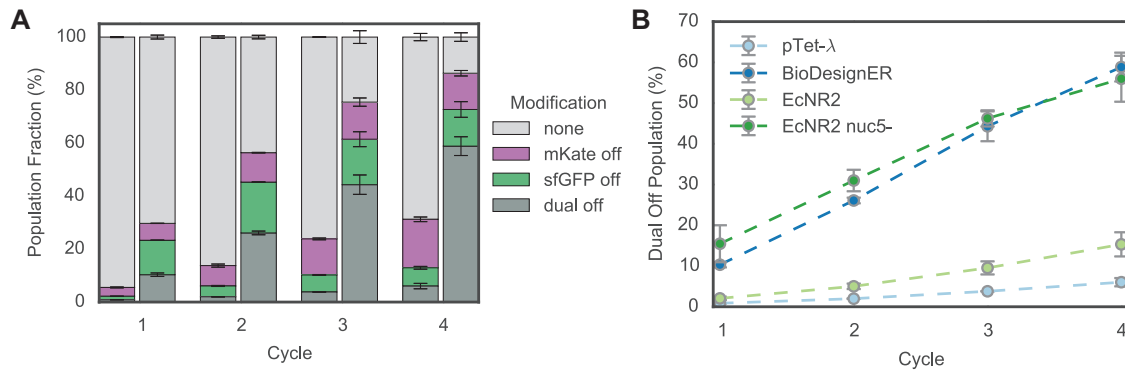 A
Population Fraction (%)
100
80
60
40
20
0
1
2
3
4
Cycle
Modification
none
mKate off
sfGFP off
dual off
B
Dual Off Population (%)
70
60
50
40
30
20
10
0
1
2
3
4
Cycle
pTet-λ
BioDesignER
EcNR2
EcNR2 nuc5-